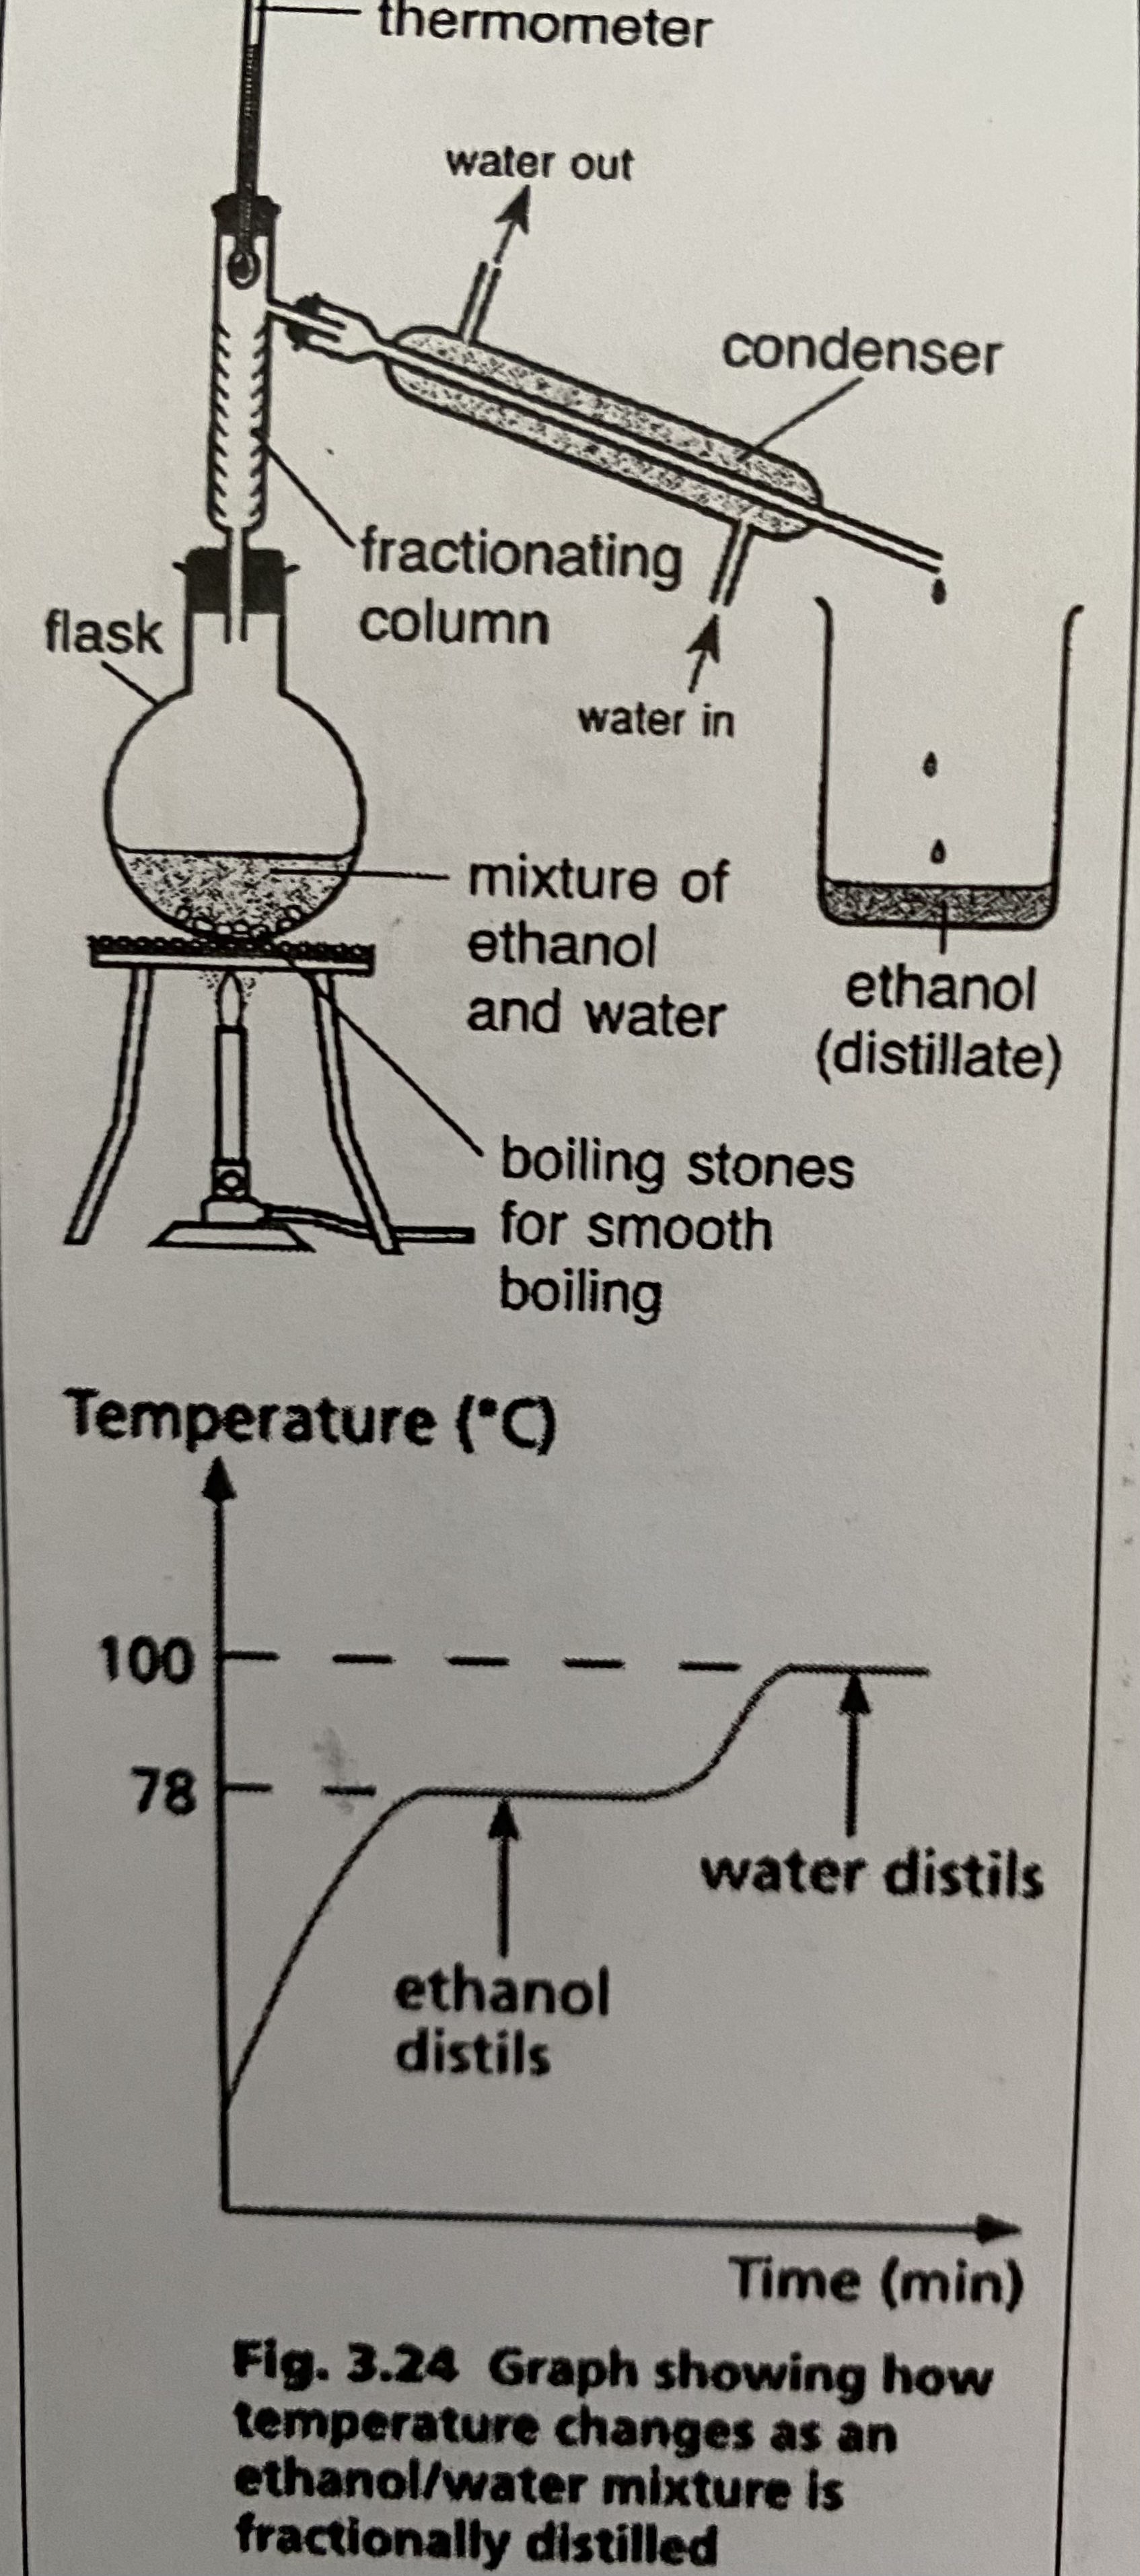 thermometer
water out
condenser
fractionating
column
flask
water in
mixture of
ethanol
and water
ethanol
(distillate)
boiling stones
for smooth
boiling
Temperature (°C)
100
78
water distils
ethanol
distils
Time (min)
Fig. 3.24 Graph showing how
temperature changes as an
ethanol/water mixture is
fractionally distilled